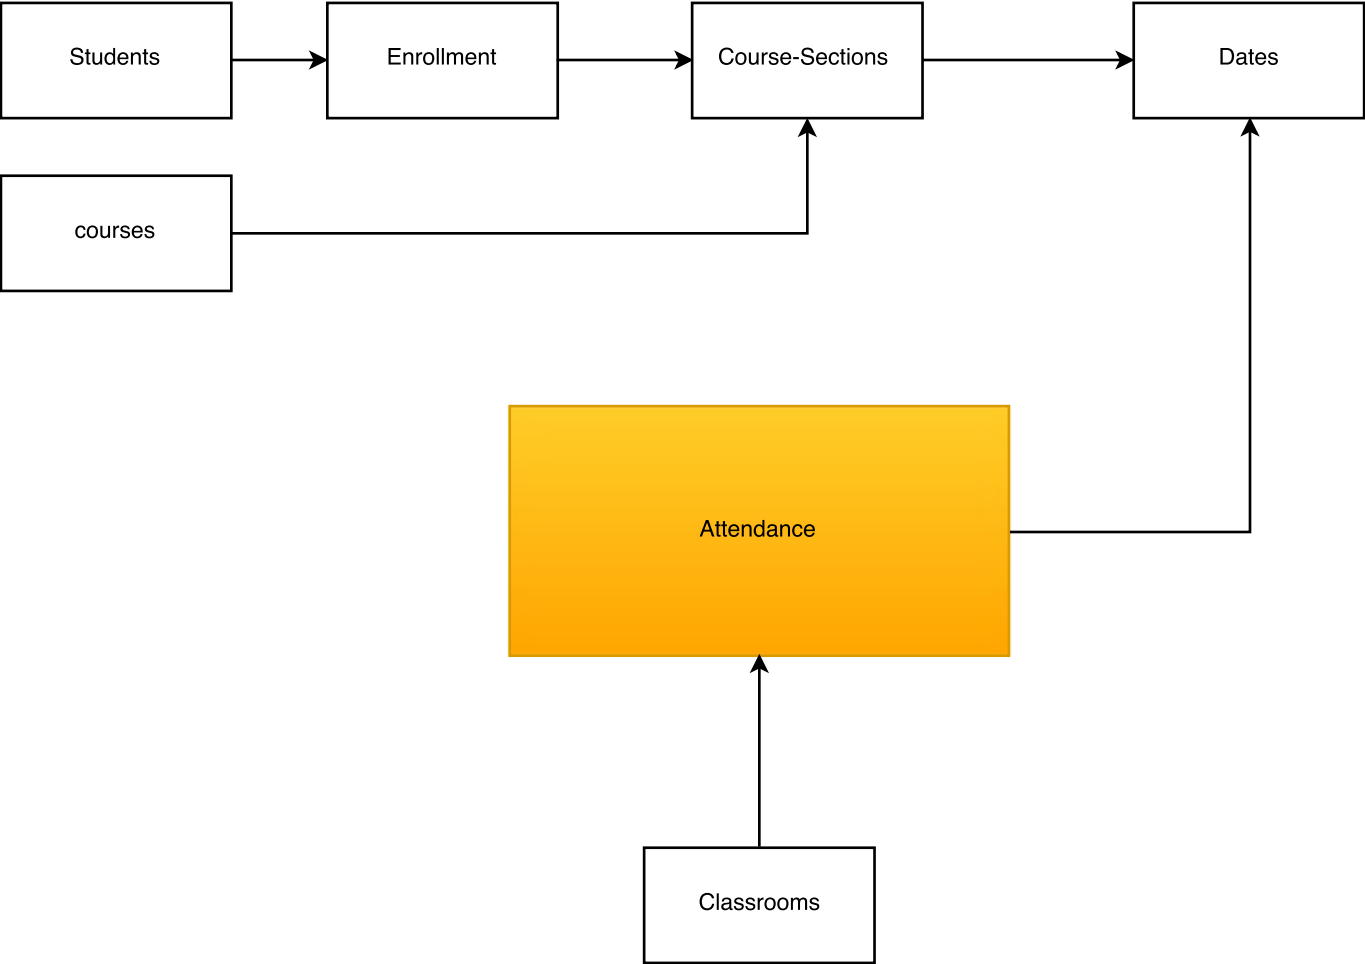 Students
Enrollment
Course-Sections
Dates
courses
Attendance
Classrooms